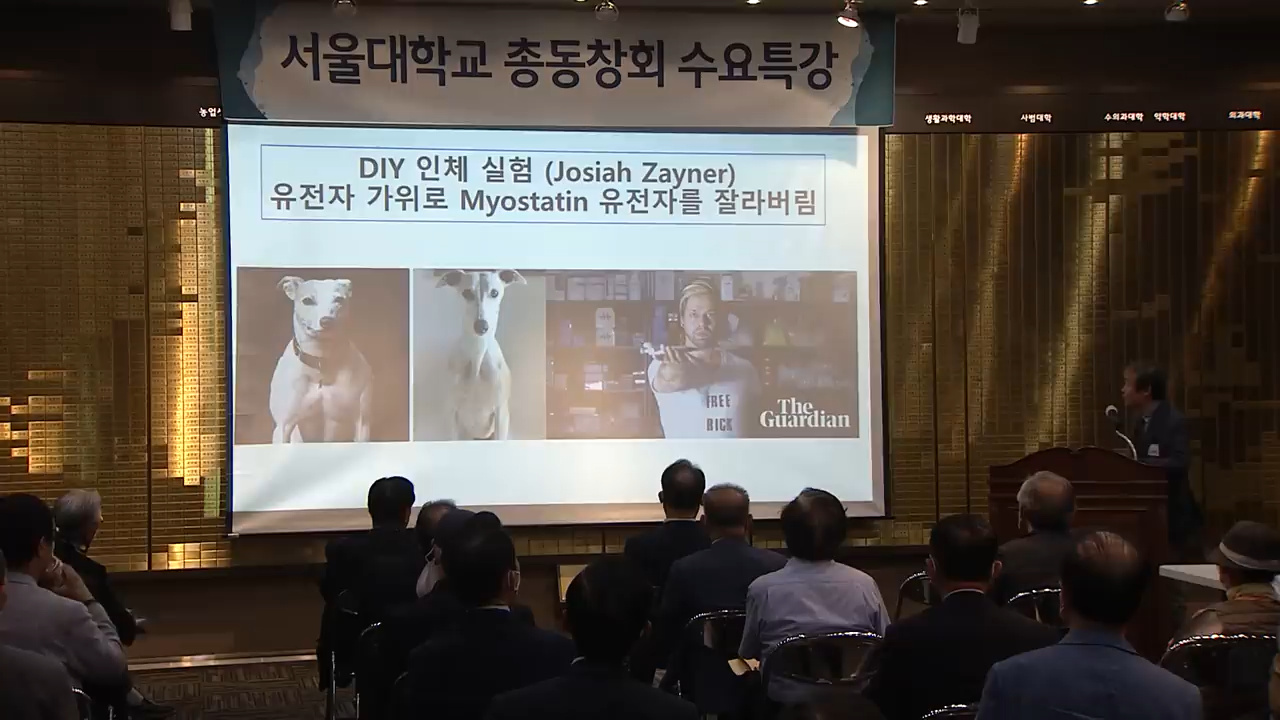 서울대학교 총동창회 수요특강
생활과학대학
사범대학
수의과대학
약학대학
의과대학
DIY 인체 실험 (Josiah Zayner)
유전자 가위로 Myostatin 유전자를 잘라버림
FREE
RICK
The
Guardian